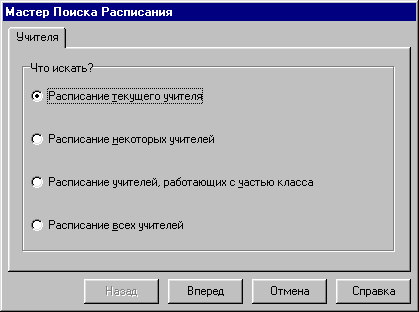 Мастер Поиска Расписания
Учителя
Что искать?
Расписание текущего учителя
Расписание некоторых учителей
Расписание учителей, работающих с частью класса
Расписание всех учителей
Назад Вперед Отмена Справка